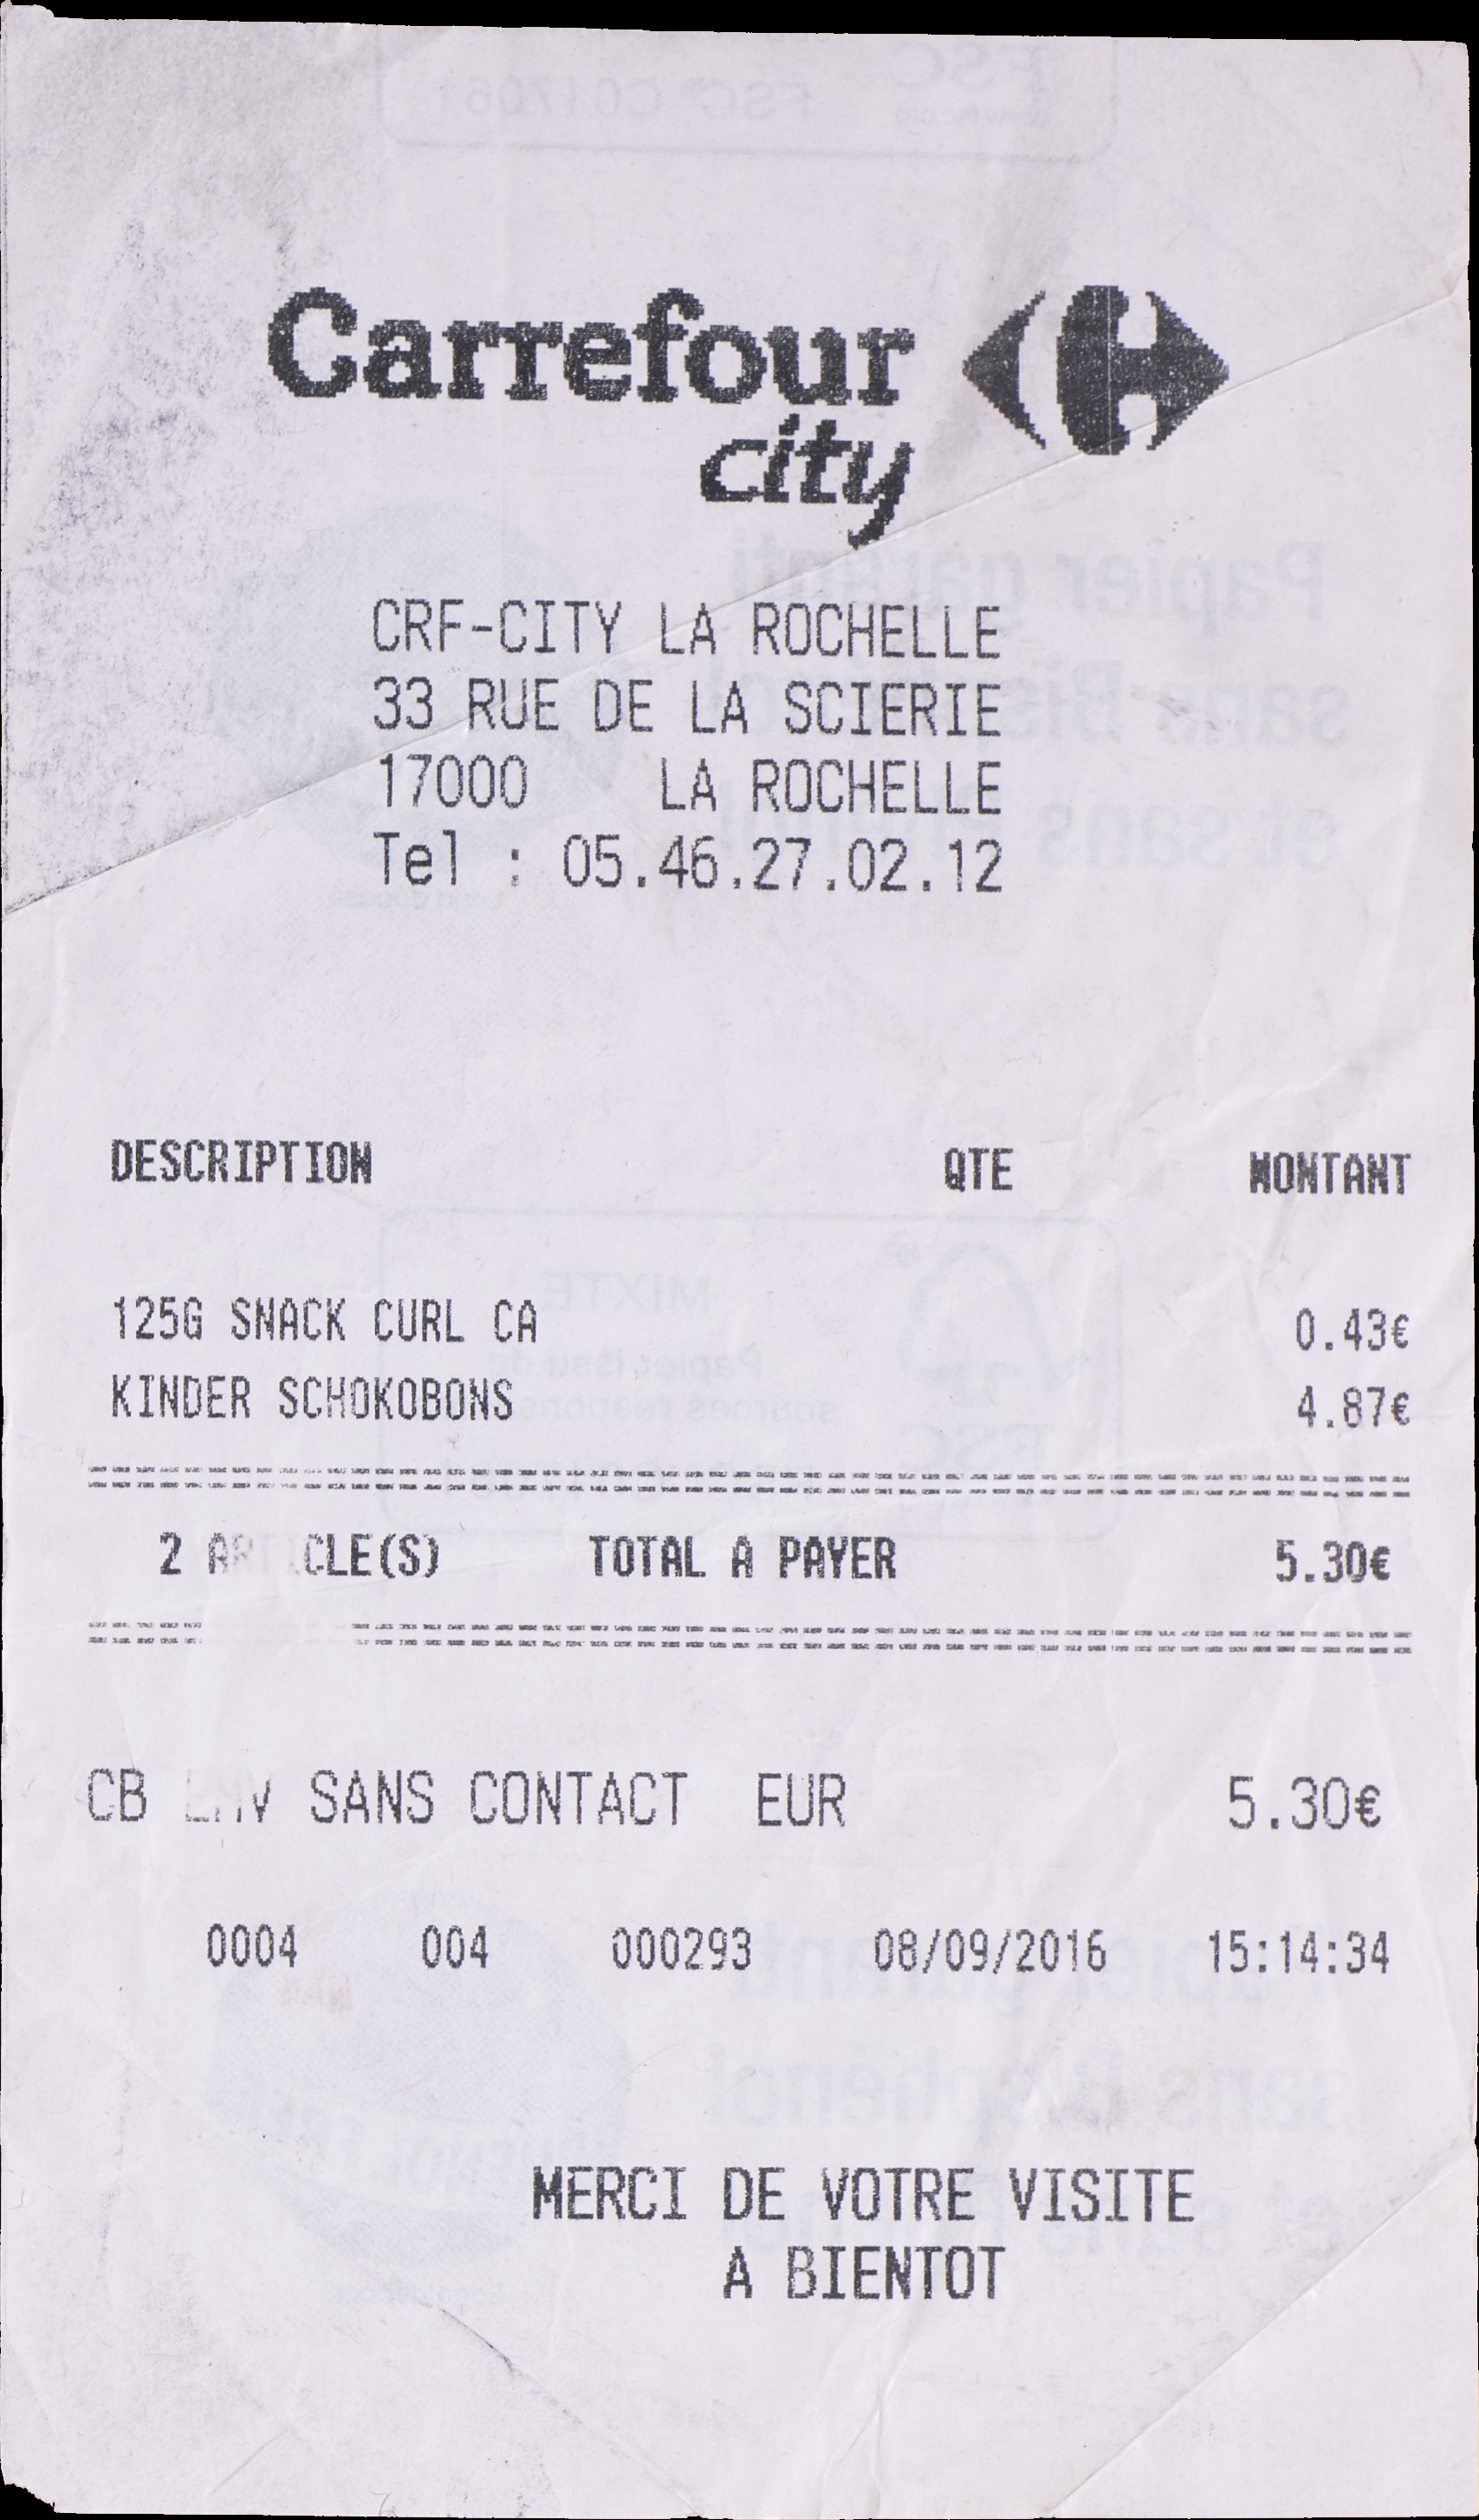 Carrefour
city
CRF-CITY LA ROCHELLE
33 RUE DE LA SCIERIE
17000 LA ROCHELLE
Tel : 05.46.27.02.12
DESCRIPTION QTE MONTANT
125G SNACK CURL CA 0.43€
KINDER SCHOKOBONS 4.87€
2 ARTICLE(S) TOTAL A PAYER 5.30€
CB EMV SANS CONTACT EUR 5.30€
0004 004 000293 08/09/2016 15:14:34
MERCI DE VOTRE VISITE
A BIENTOT